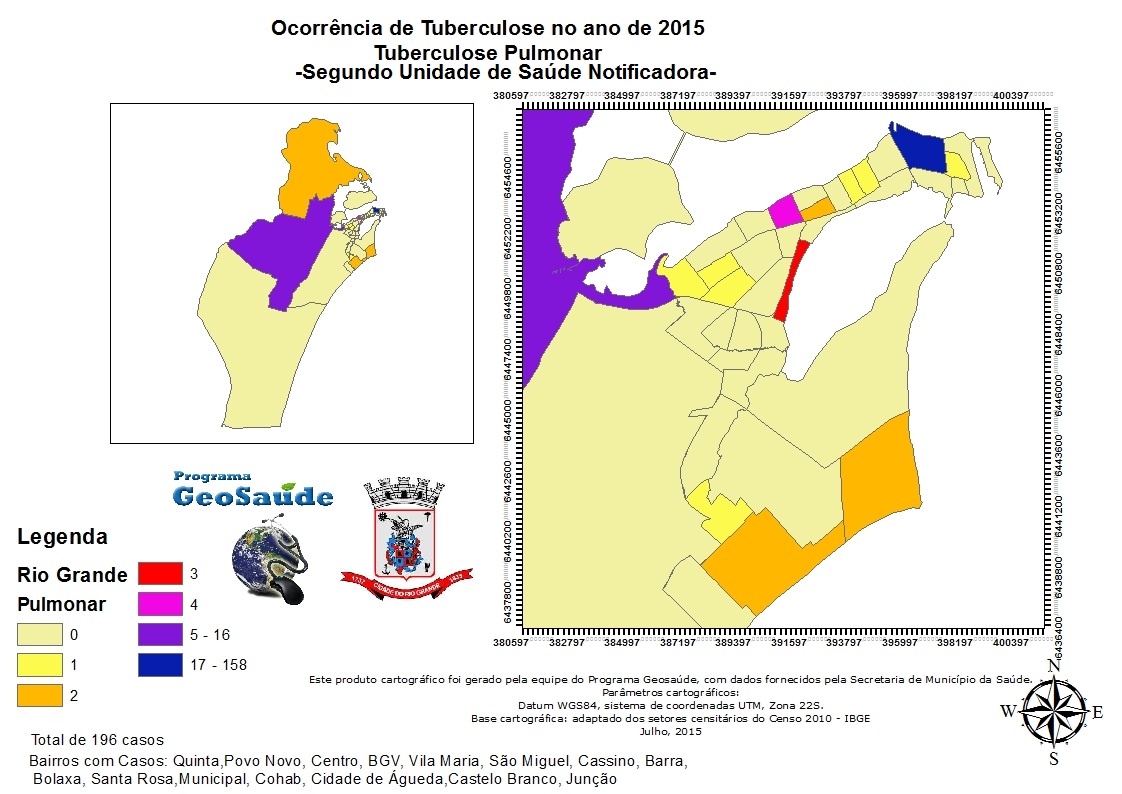 Ocorrência de Tuberculose no ano de 2015
Tuberculose Pulmonar
-Segundo Unidade de Saúde Notificadora-
380597 382797 384997 387197 389397 391597 393797 395997 398197 400397
6454600 6452200 6449800 6447400 6445000 6442600 6440200 6437800
6455600 6453200 6450800 6448400 6446000 6443600 6441200 6438800 6436400
380597 382797 384997 387197 389397 391597 393797 395997 398197 400397
Programa
GeoSaúde
1737 CIDADE DO RIO GRANDE 1835
Legenda
Rio Grande
Pulmonar
0
1
2
3
4
5 - 16
17 - 158
Este produto cartográfico foi gerado pela equipe do Programa Geosaúde, com dados fornecidos pela Secretaria de Município da Saúde.
Parâmetros cartográficos:
Datum WGS84, sistema de coordenadas UTM, Zona 22S.
Base cartográfica: adaptado dos setores censitários do Censo 2010 - IBGE
Julho, 2015
N
W E
S
Total de 196 casos
Bairros com Casos: Quinta,Povo Novo, Centro, BGV, Vila Maria, São Miguel, Cassino, Barra,
Bolaxa, Santa Rosa,Municipal, Cohab, Cidade de Águeda,Castelo Branco, Junção